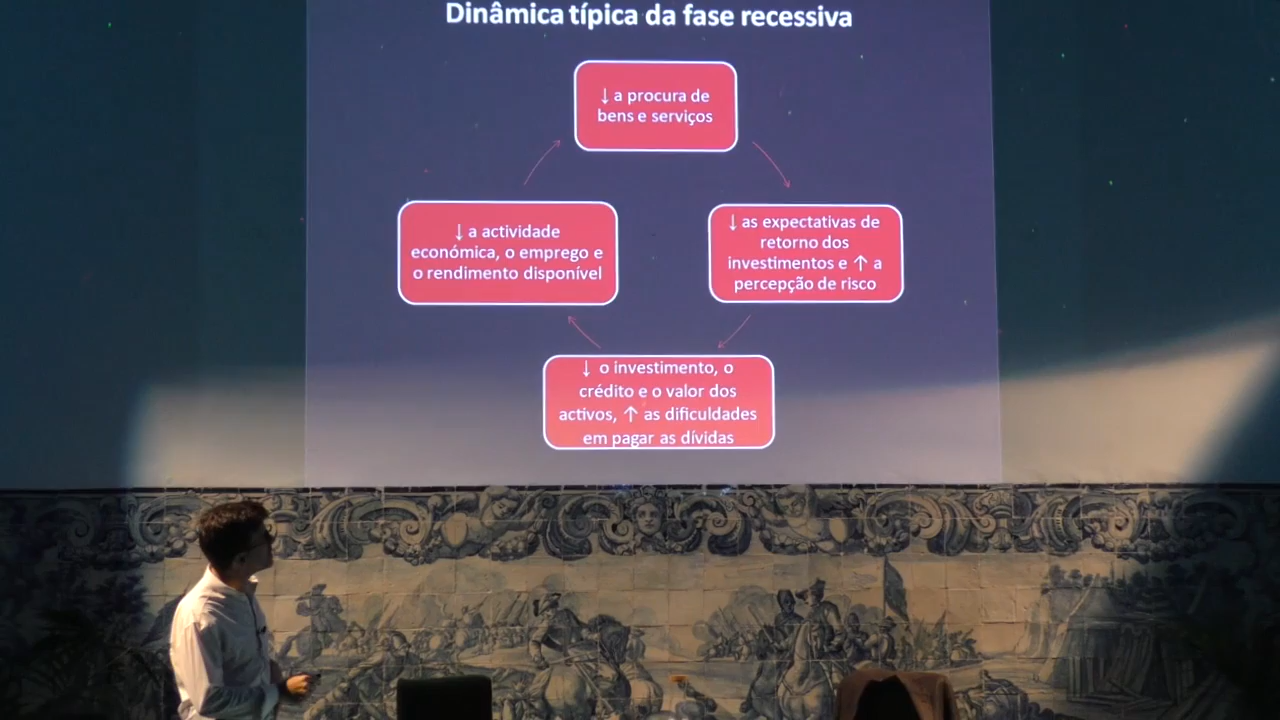 Dinâmica típica da fase recessiva
↓ a procura de
bens e serviços
↓ as expectativas de
retorno dos
investimentos e ↑ a
percepção de risco
↓ o investimento, o
crédito e o valor dos
activos, ↑ as dificuldades
em pagar as dívidas
↓ a actividade
económica, o emprego e
o rendimento disponível